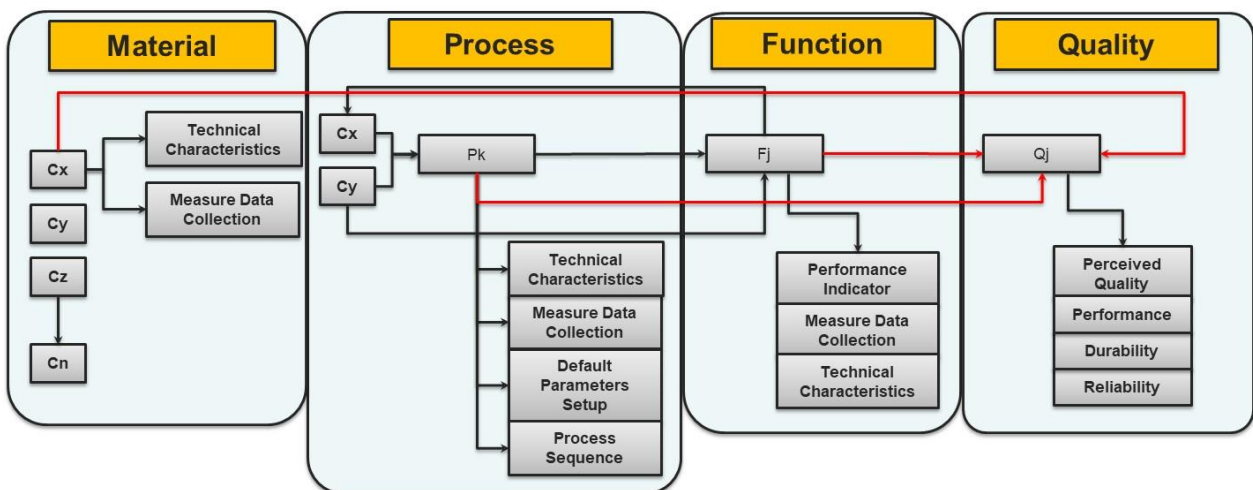 Material
Process
Function
Quality
Cx
Technical
Characteristics
Measure Data
Collection
Cy
Cz
Cn
Cx
Cy
Pk
Technical
Characteristics
Measure Data
Collection
Default
Parameters
Setup
Process
Sequence
Fj
Performance
Indicator
Measure Data
Collection
Technical
Characteristics
Qj
Perceived
Quality
Performance
Durability
Reliability